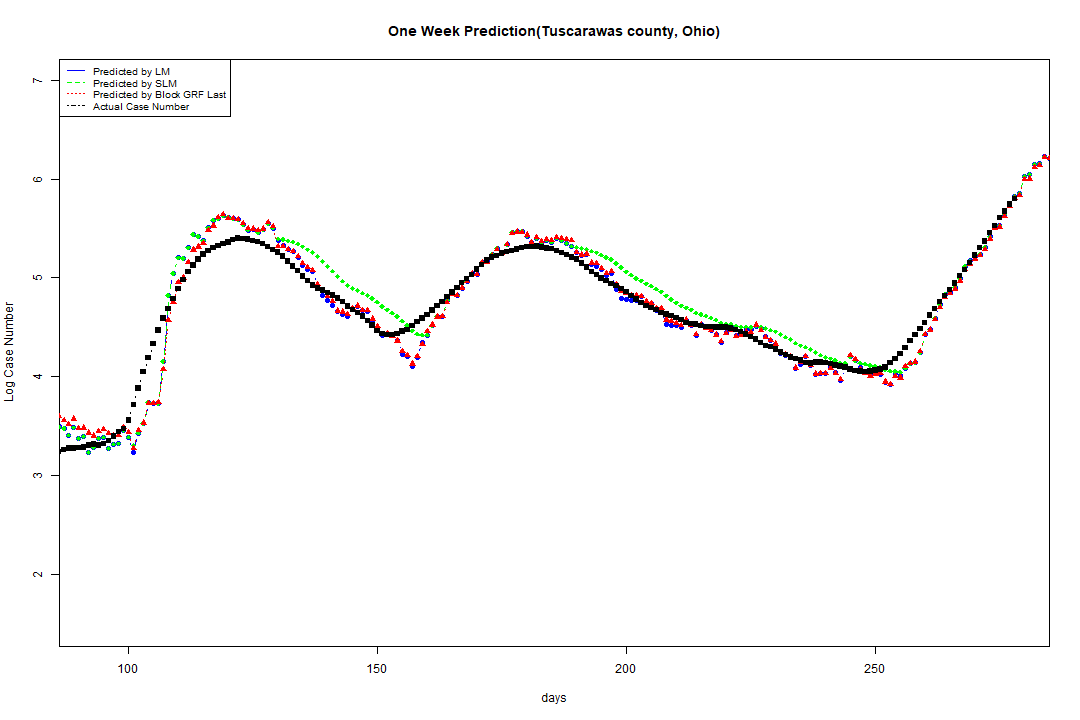 One Week Prediction(Tuscarawas county, Ohio)
Predicted by LM
Predicted by SLM
Predicted by Block GRF Last
Actual Case Number
7
6
5
4
3
2
Log Case Number
100 150 200 250
days